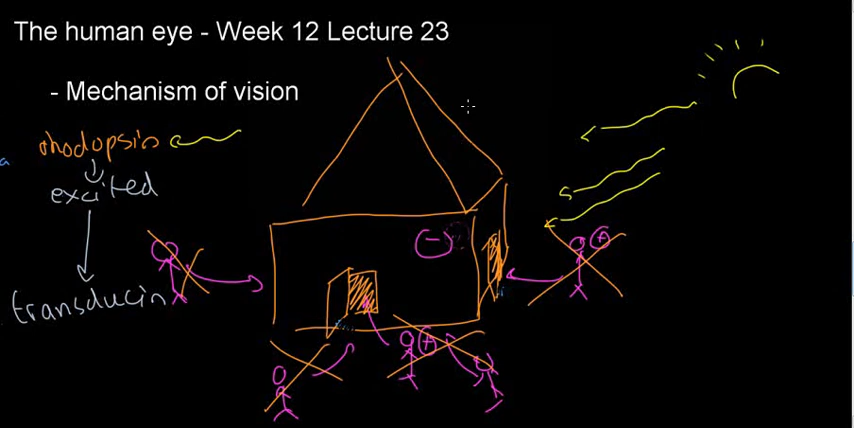 The human eye - Week 12 Lecture 23
- Mechanism of vision
rhodopsin
a
excited
transducin
(-)
+
+